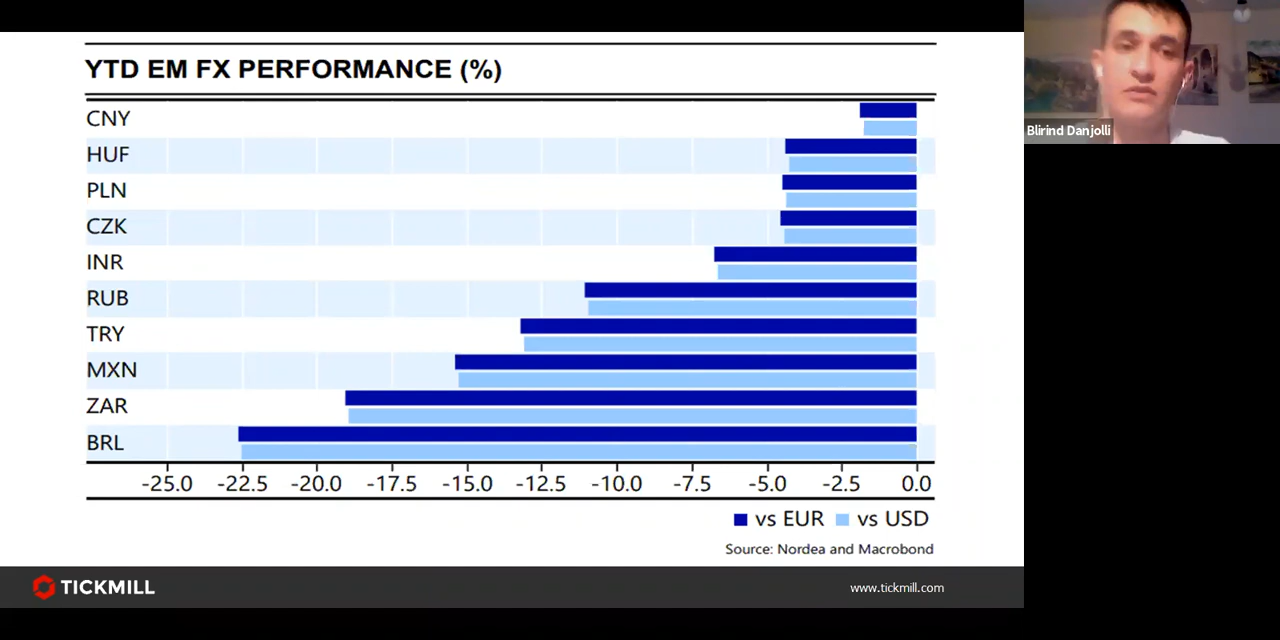 YTD EM FX PERFORMANCE (%)
CNY
HUF
PLN
CZK
INR
RUB
TRY
MXN
ZAR
BRL
-25.0 -22.5 -20.0 -17.5 -15.0 -12.5 -10.0 -7.5 -5.0 -2.5 0.0
vs EUR vs USD
Source: Nordea and Macrobond
TICKMILL
www.tickmill.com
Blirind Danjolli